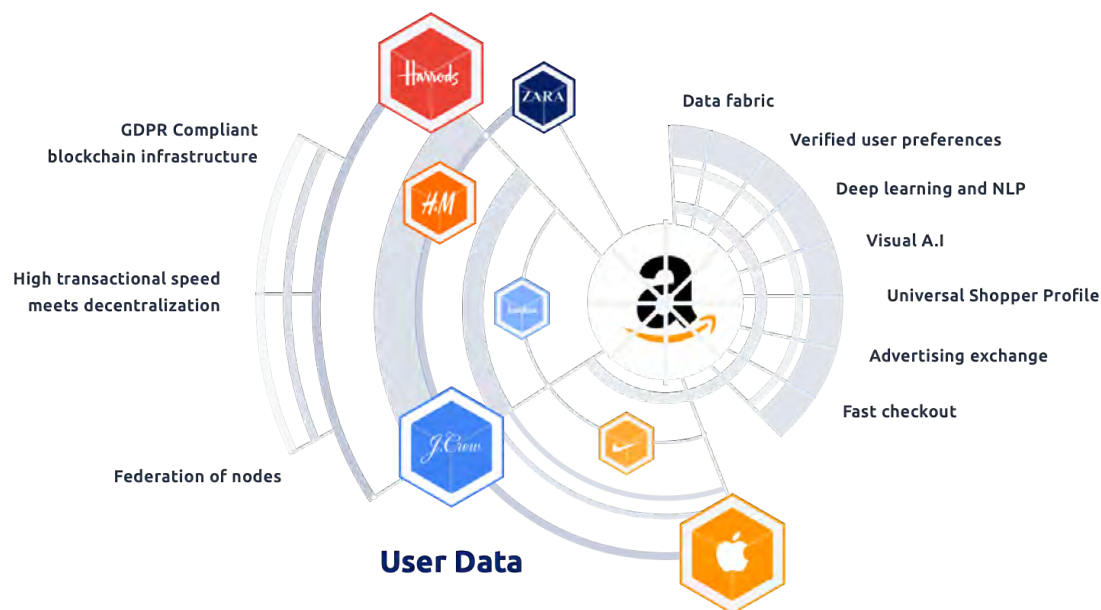 Harrods
ZARA
Data fabric
GDPR Compliant
blockchain infrastructure
Verified user preferences
H&M
Deep learning and NLP
Visual A.I
High transactional speed
meets decentralization
a
Universal Shopper Profile
Advertising exchange
Fast checkout
J.Crew
Federation of nodes
User Data